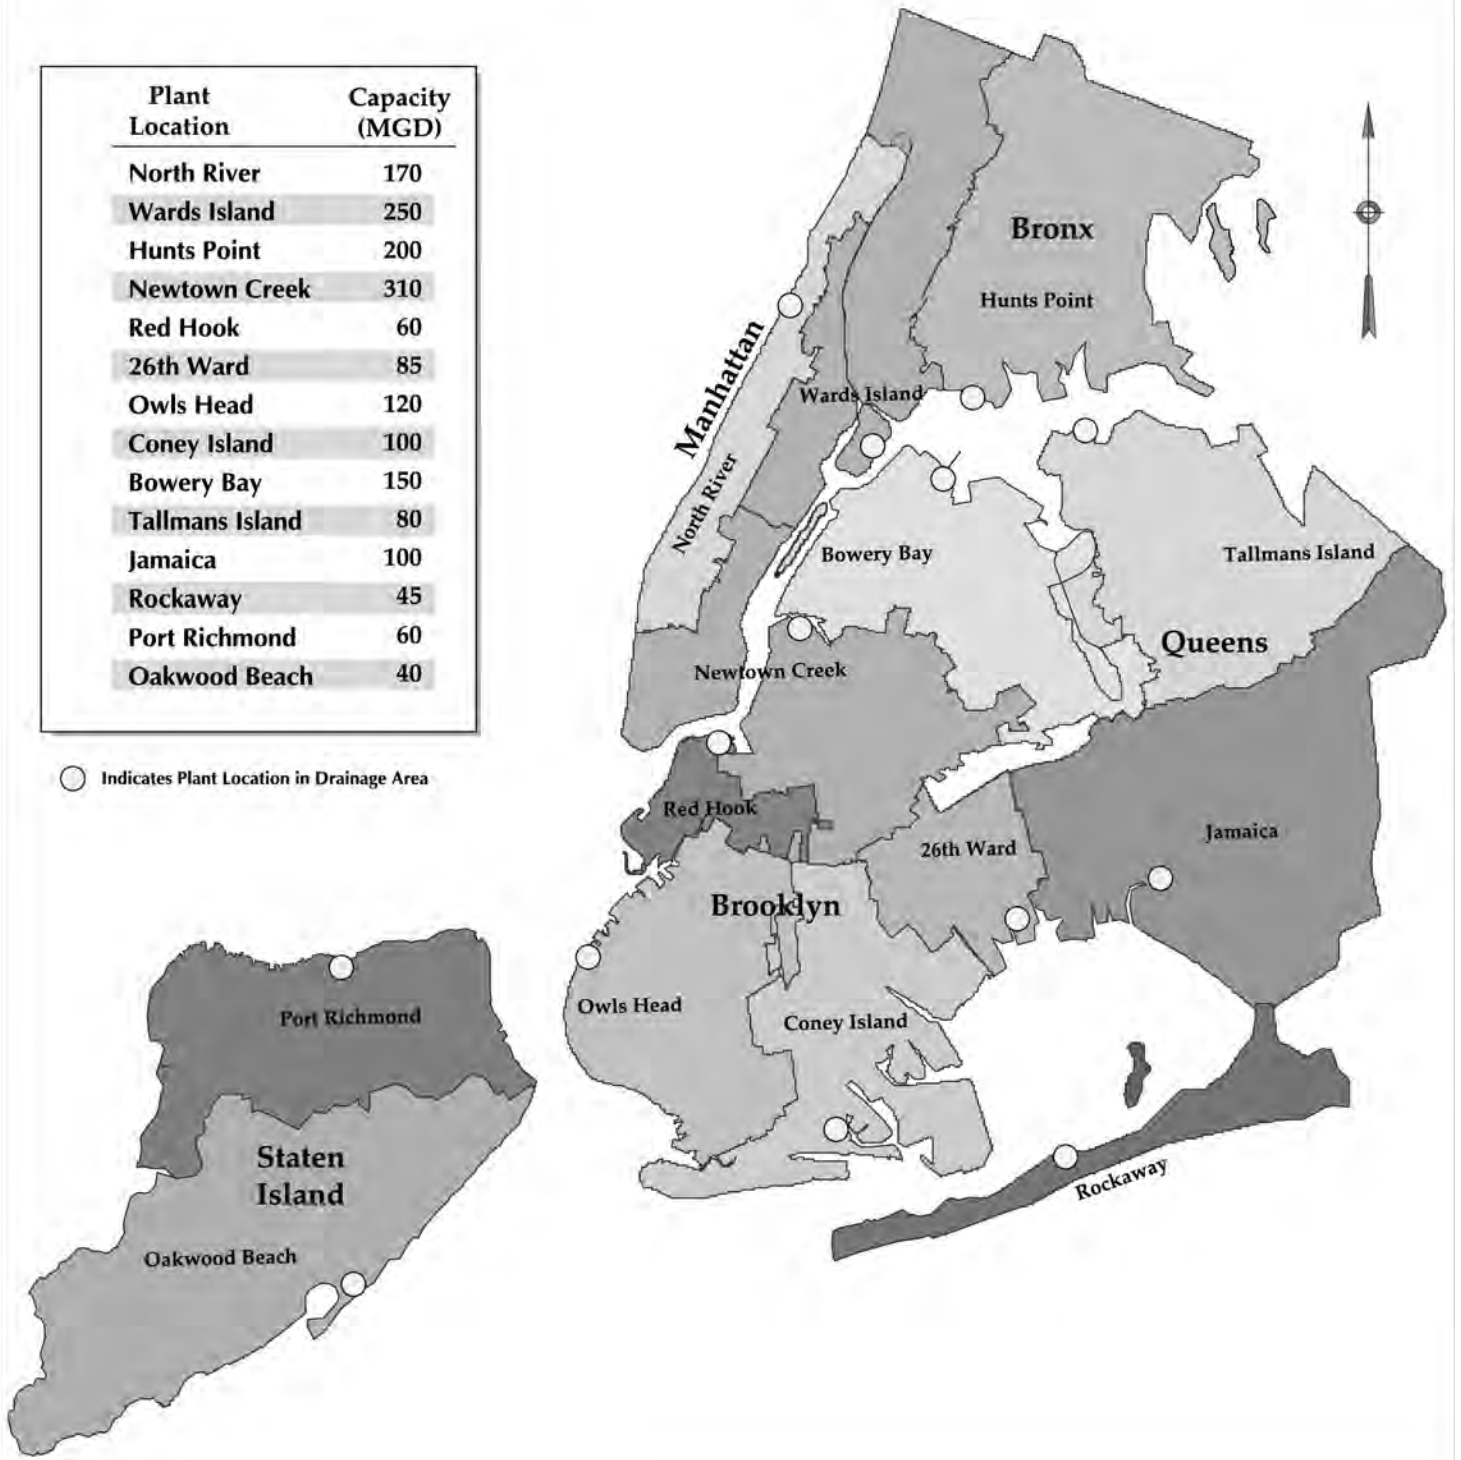 Plant Location
Capacity (MGD)
North River 170
Wards Island 250
Hunts Point 200
Newtown Creek 310
Red Hook 60
26th Ward 85
Owls Head 120
Coney Island 100
Bowery Bay 150
Tallmans Island 80
Jamaica 100
Rockaway 45
Port Richmond 60
Oakwood Beach 40
Indicates Plant Location in Drainage Area
Bronx
Hunts Point
Manhattan
Wards Island
North River
Bowery Bay
Tallmans Island
Queens
Newtown Creek
Red Hook
Jamaica
26th Ward
Brooklyn
Owls Head
Coney Island
Port Richmond
Staten
Island
Rockaway
Oakwood Beach